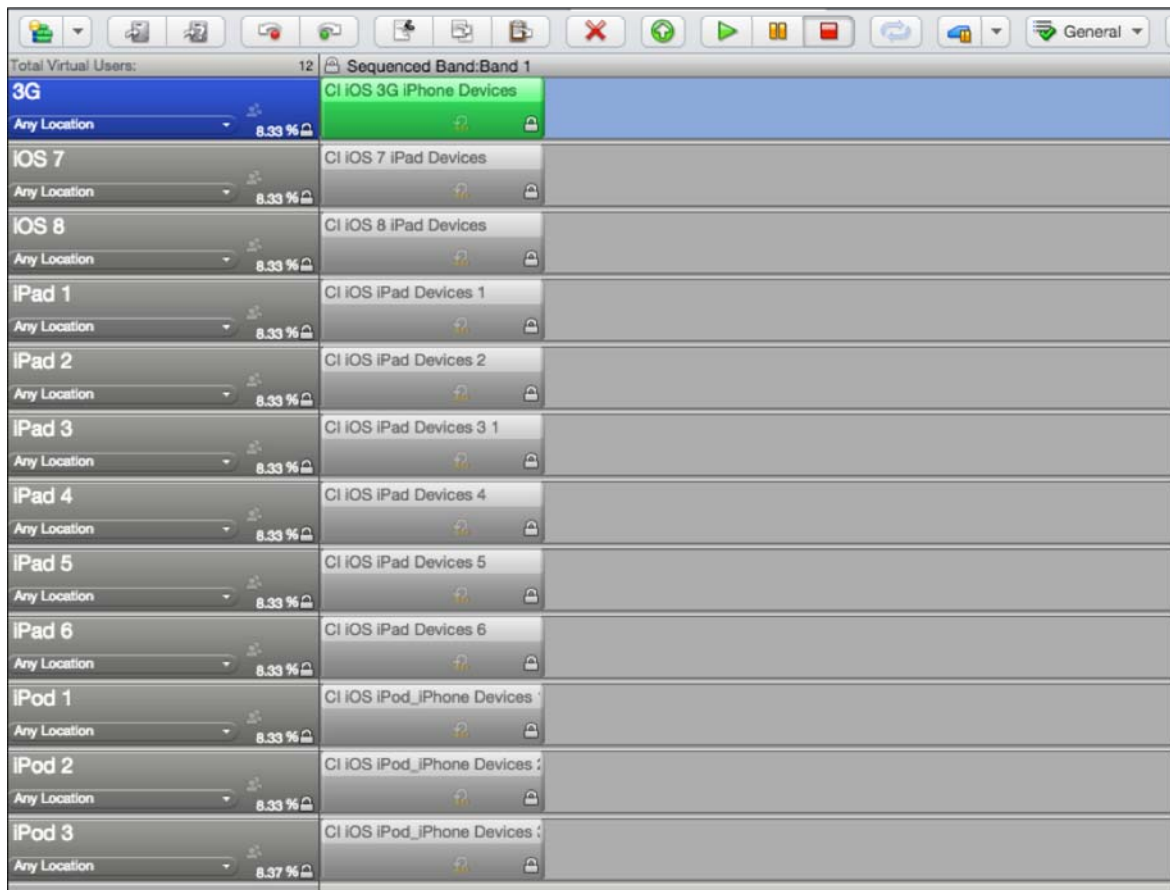 General
Total Virtual Users: 12 Sequenced Band:Band 1
3G CI iOS 3G iPhone Devices
Any Location 8.33 %
iOS 7 CI iOS 7 iPad Devices
Any Location 8.33 %
iOS 8 CI iOS 8 iPad Devices
Any Location 8.33 %
iPad 1 CI iOS iPad Devices 1
Any Location 8.33 %
iPad 2 CI iOS iPad Devices 2
Any Location 8.33 %
iPad 3 CI iOS iPad Devices 3 1
Any Location 8.33 %
iPad 4 CI iOS iPad Devices 4
Any Location 8.33 %
iPad 5 CI iOS iPad Devices 5
Any Location 8.33 %
iPad 6 CI iOS iPad Devices 6
Any Location 8.33 %
iPod 1 CI iOS iPod_iPhone Devices
Any Location 8.33 %
iPod 2 CI iOS iPod_iPhone Devices
Any Location 8.33 %
iPod 3 CI iOS iPod_iPhone Devices
Any Location 8.37 %